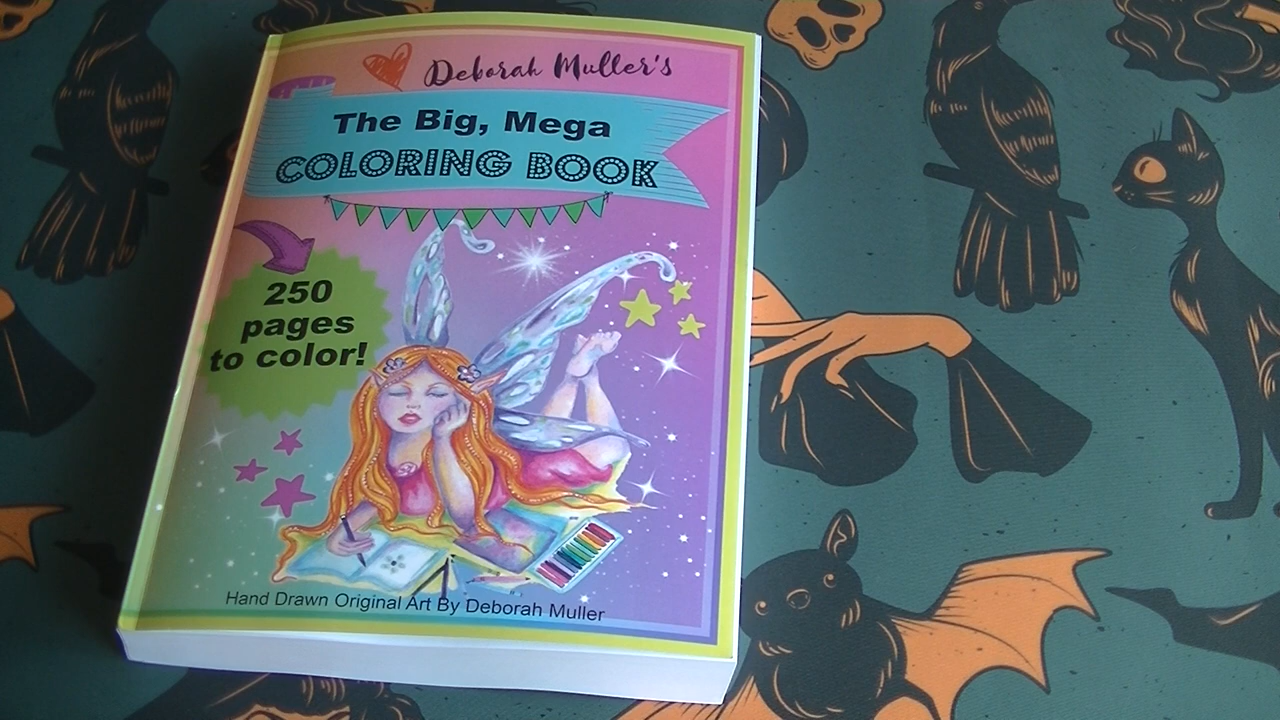 Deborah Muller's
The Big, Mega
COLORING BOOK
250
pages
to color!
Hand Drawn Original Art By Deborah Muller